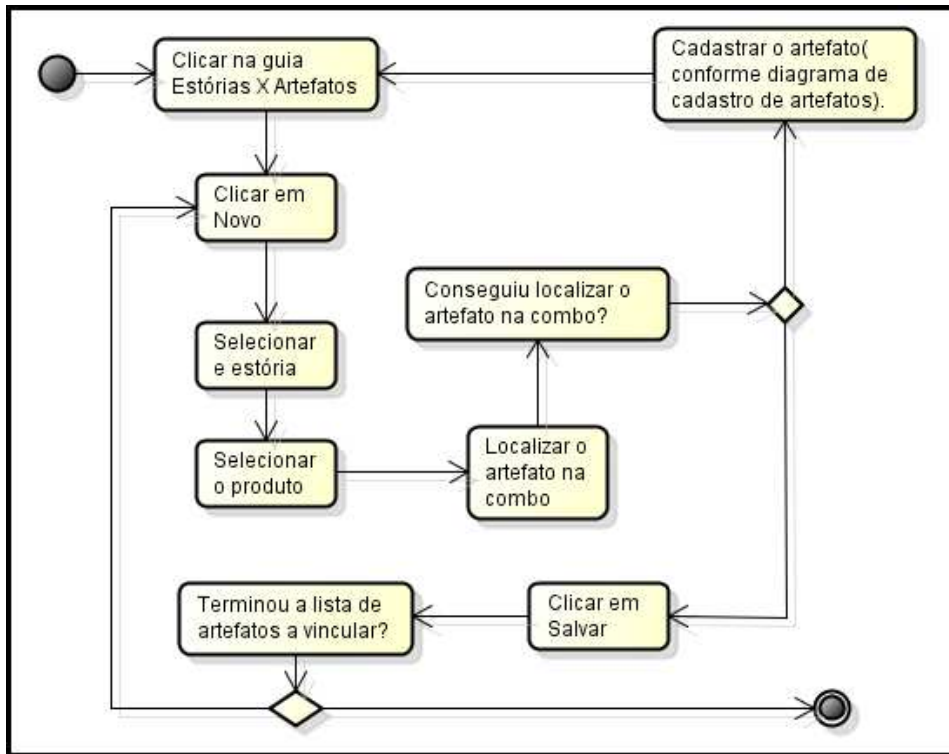 Clicar na guia
Estórias X Artefatos
Cadastrar o artefato(
conforme diagrama de
cadastro de artefatos).
Clicar em
Novo
Conseguiu localizar o
artefato na combo?
Selecionar
e estória
Selecionar
o produto
Localizar o
artefato na
combo
Terminou a lista de
artefatos a vincular?
Clicar em
Salvar